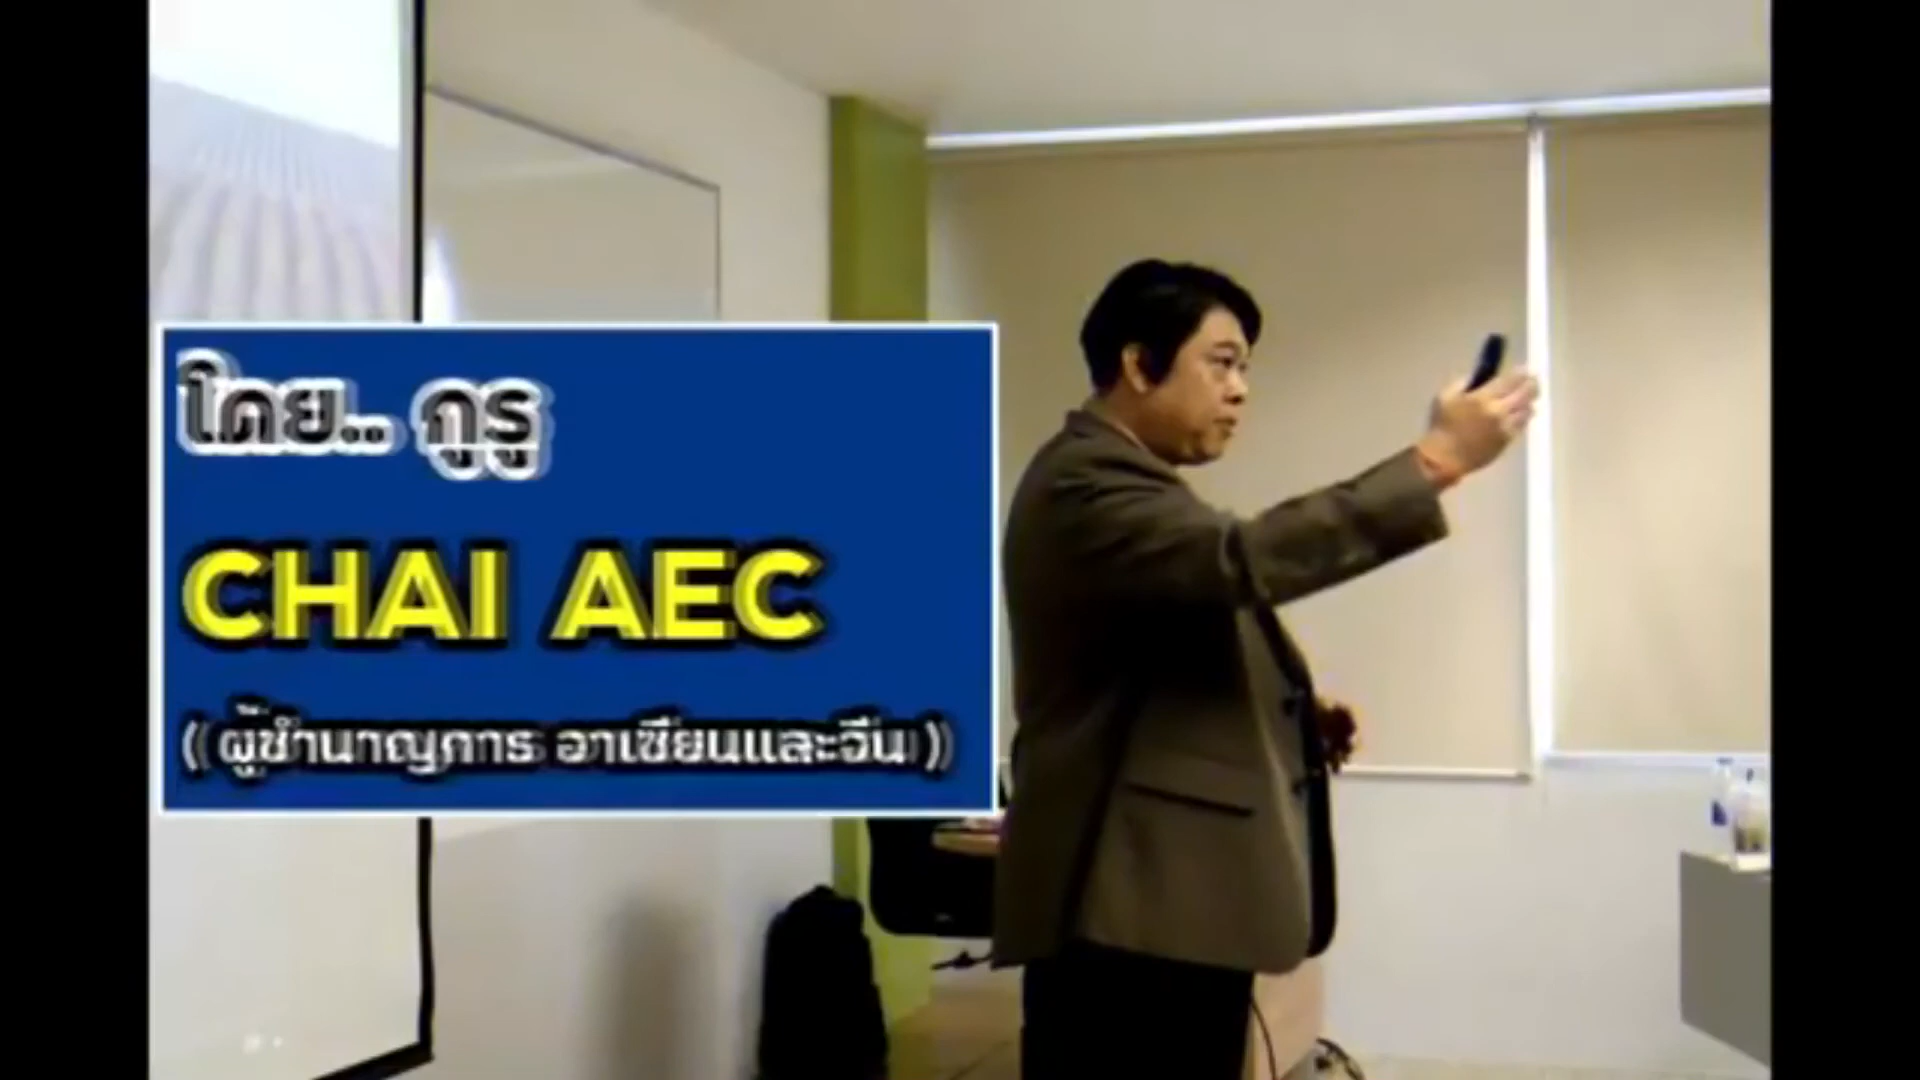 โดย.. กูรู
CHAI AEC
( ผู้ชำนาญการ อาเซียนและจีน )